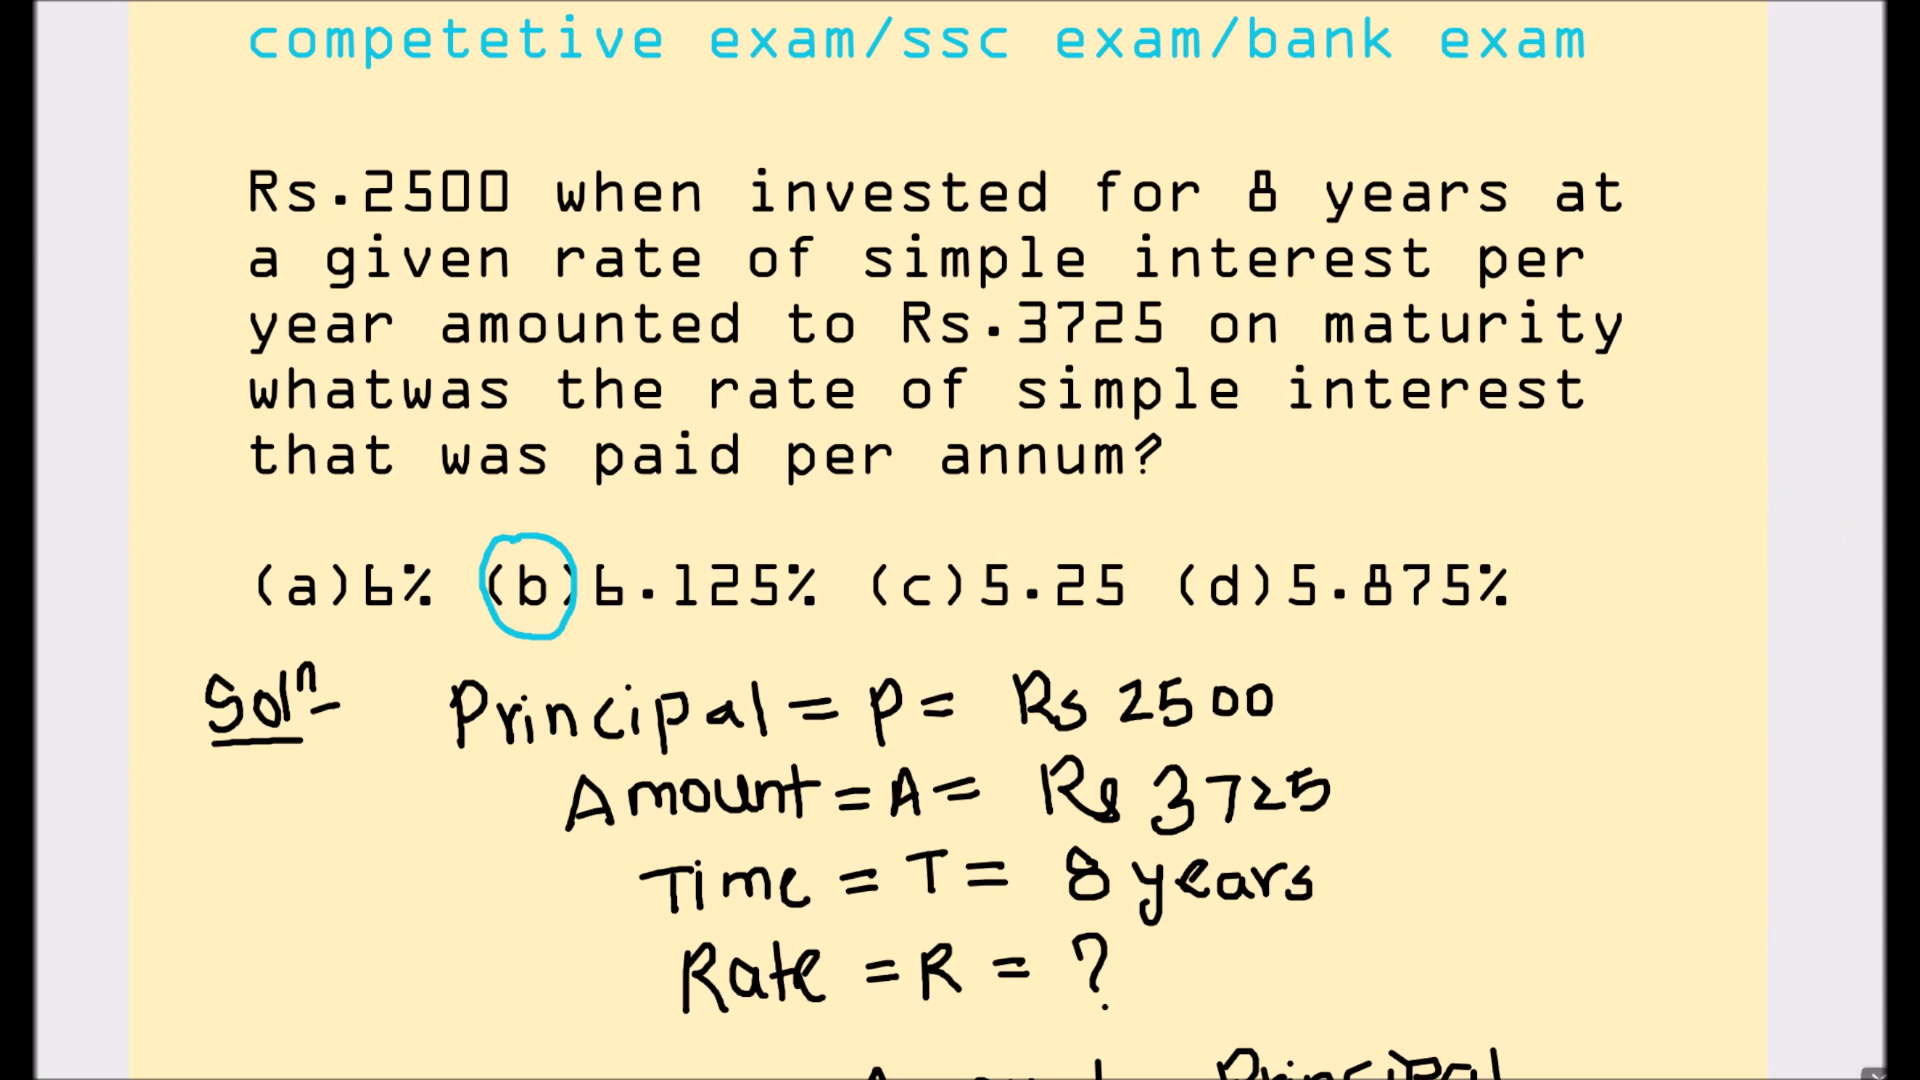 competetive exam/ssc exam/bank exam
Rs.2500 when invested for 8 years at
a given rate of simple interest per
year amounted to Rs.3725 on maturity
whatwas the rate of simple interest
that was paid per annum?
(a)6% (b)6.125% (c)5.25 (d)5.875%
Solⁿ- Principal = P = Rs 2500
Amount = A = Rs 3725
Time = T = 8 years
Rate = R = ?
Principal